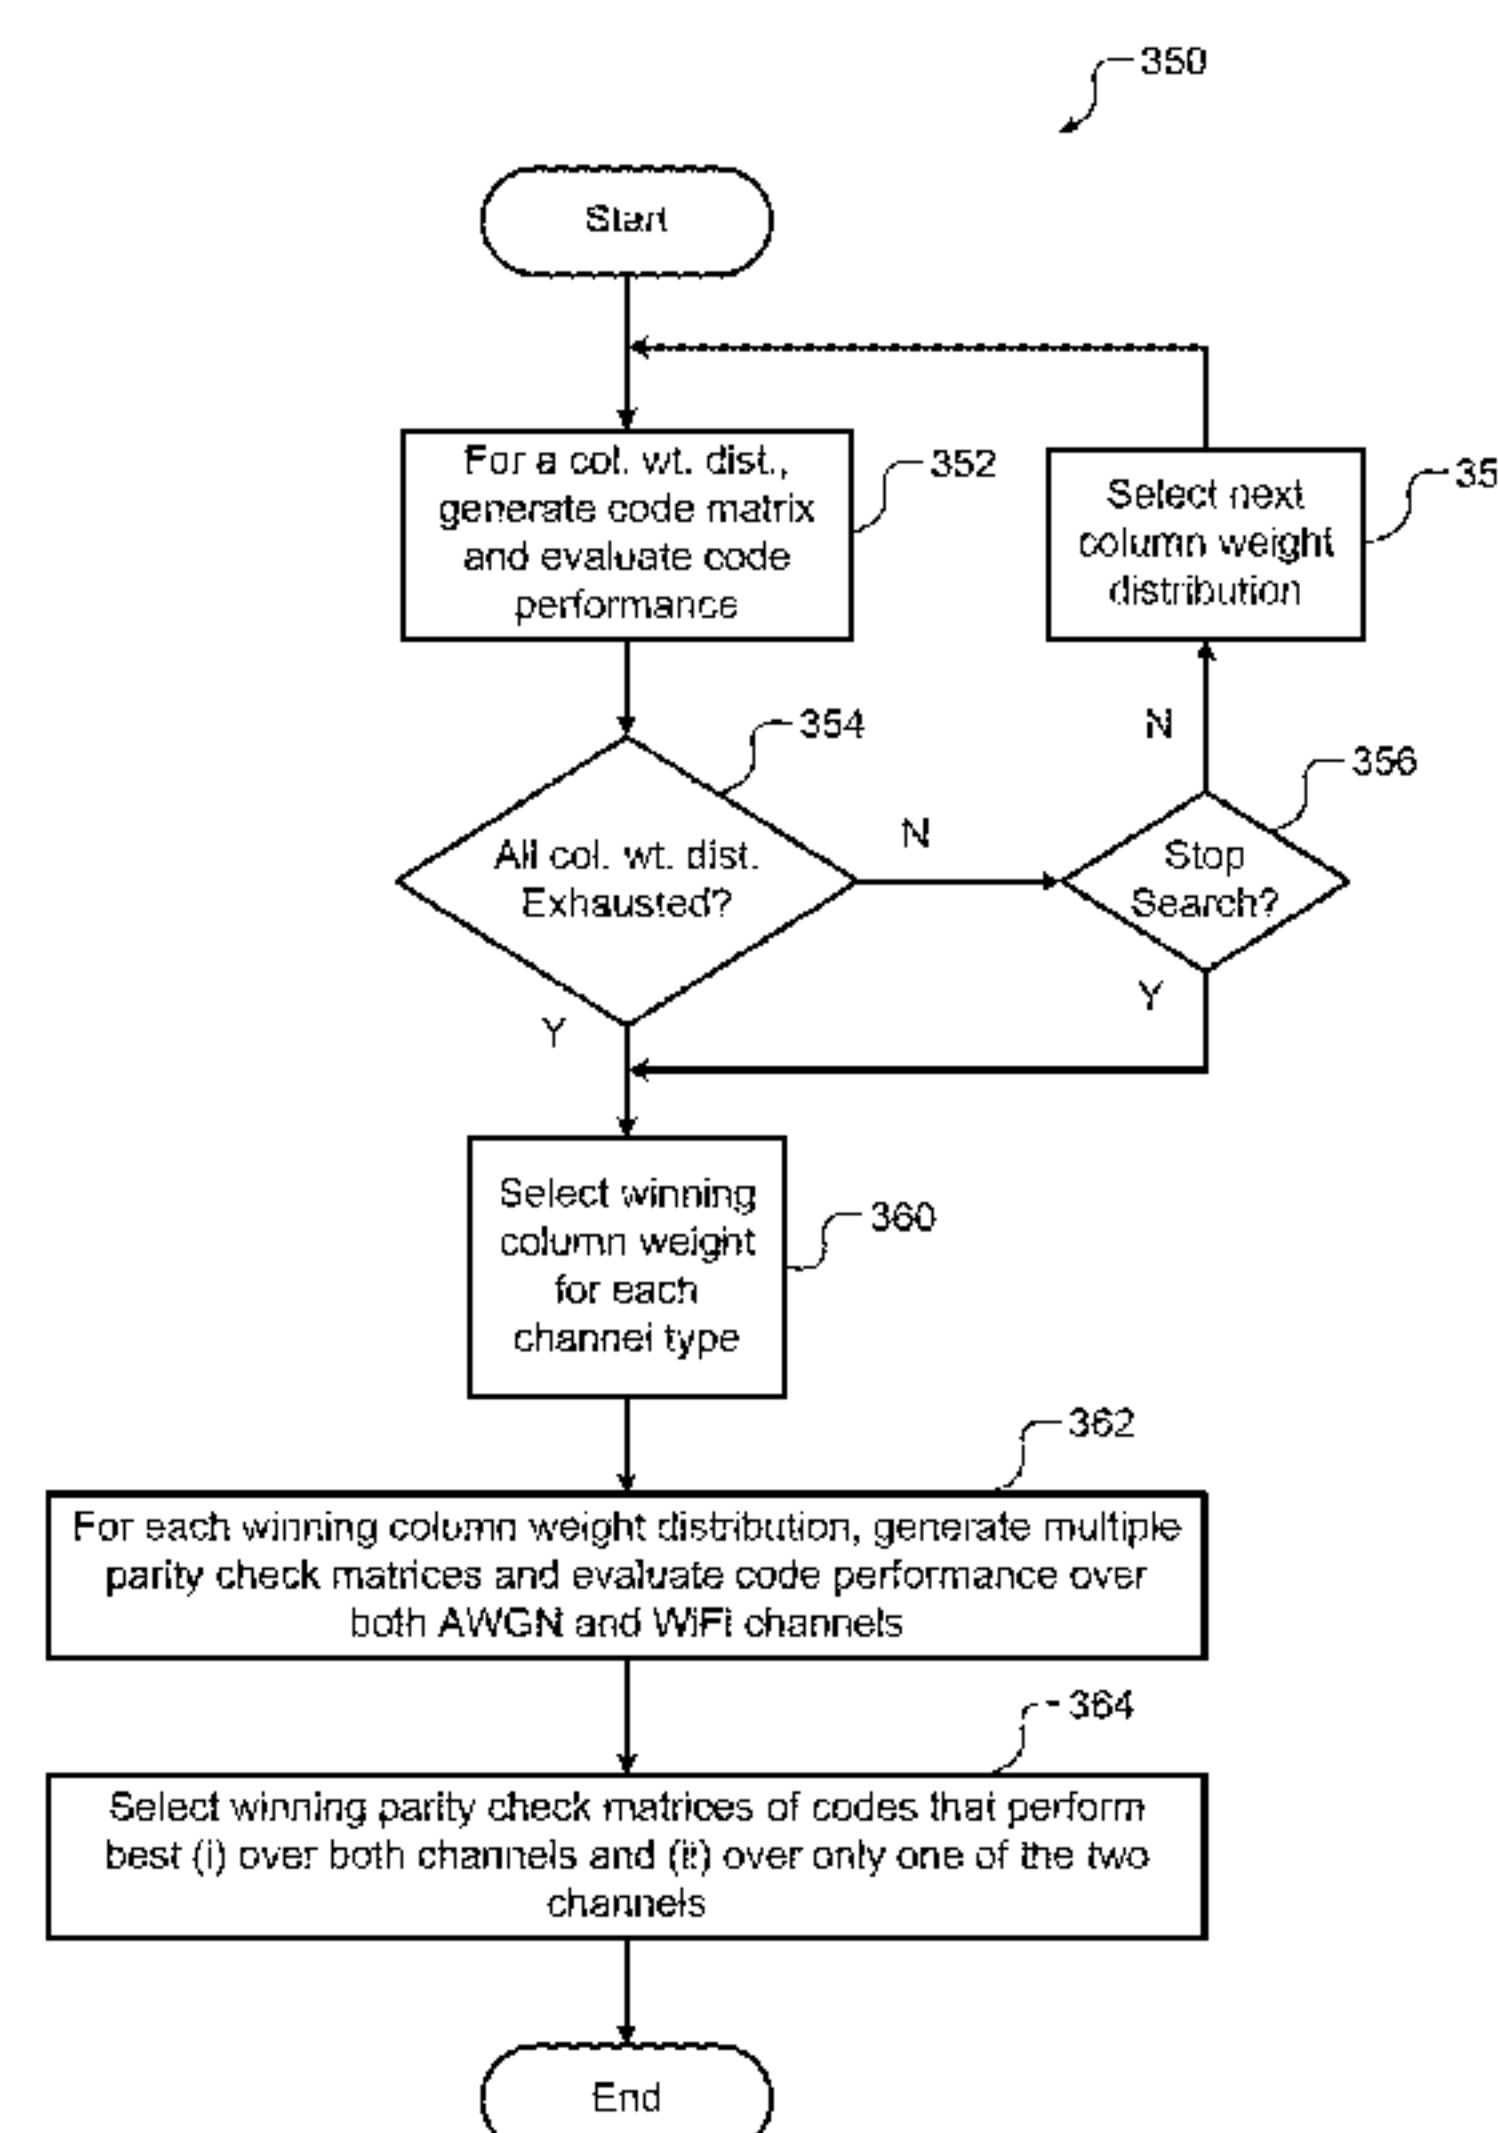 350
Start
For a col. wt. dist.,
generate code matrix
and evaluate code
performance
352
Select next
column weight
distribution
35
All col. wt. dist.
Exhausted?
354
N
Stop
Search?
356
N
Y
Y
Select winning
column weight
for each
channel type
360
362
For each winning column weight distribution, generate multiple
parity check matrices and evaluate code performance over
both AWGN and WiFi channels
364
Select winning parity check matrices of codes that perform
best (i) over both channels and (ii) over only one of the two
channels
End